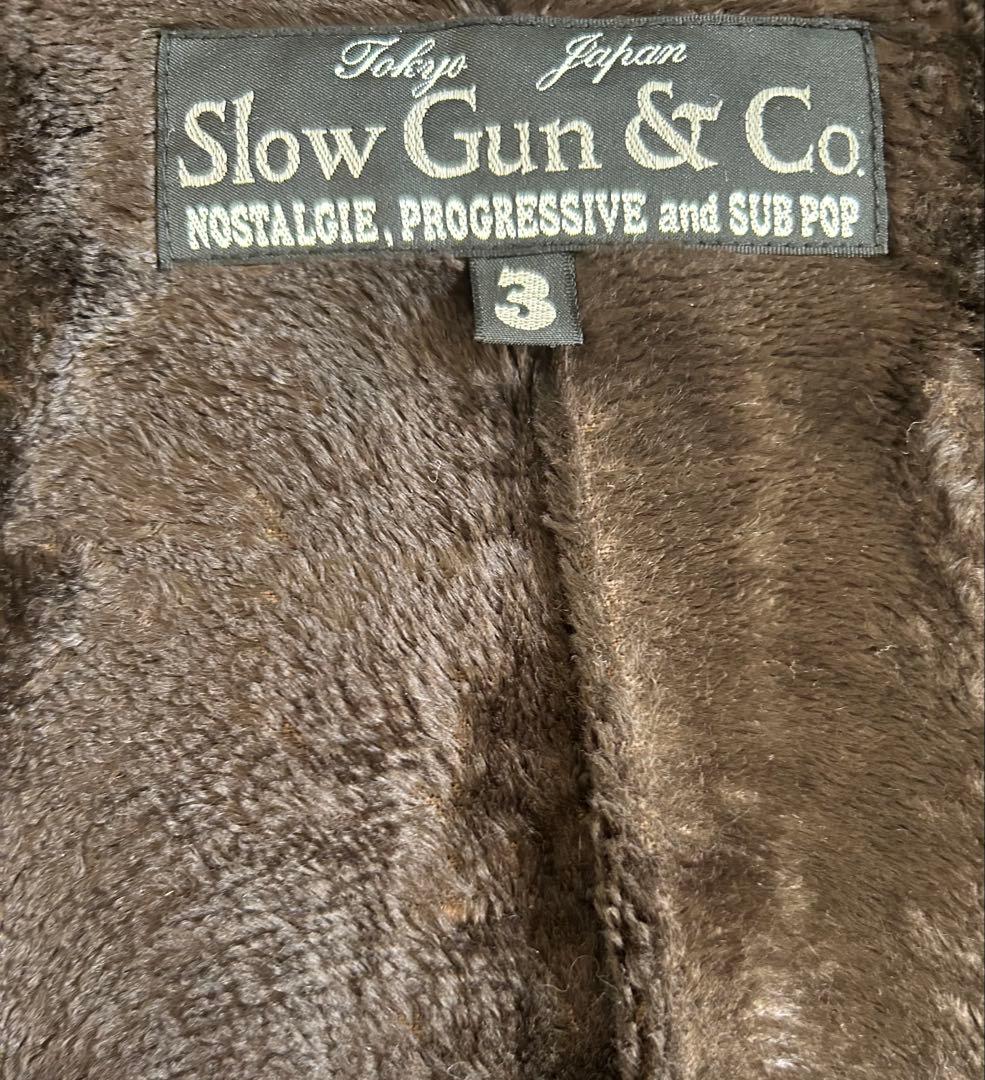 Tokyo Japan
Slow Gun & Co.
NOSTALGIE, PROGRESSIVE and SUB POP
3